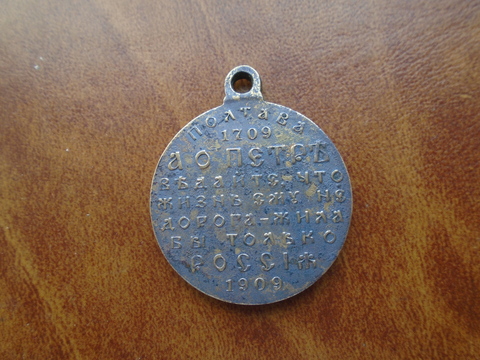 Полтава
1709
А О ПЕТРѢ
ВѢДАЙТЕ, ЧТО
ЖИЗНЬ ЕМУ НЕ
ДОРОГА-ЖИЛА
БЫ ТОЛЬКО
РОССІЯ
1909